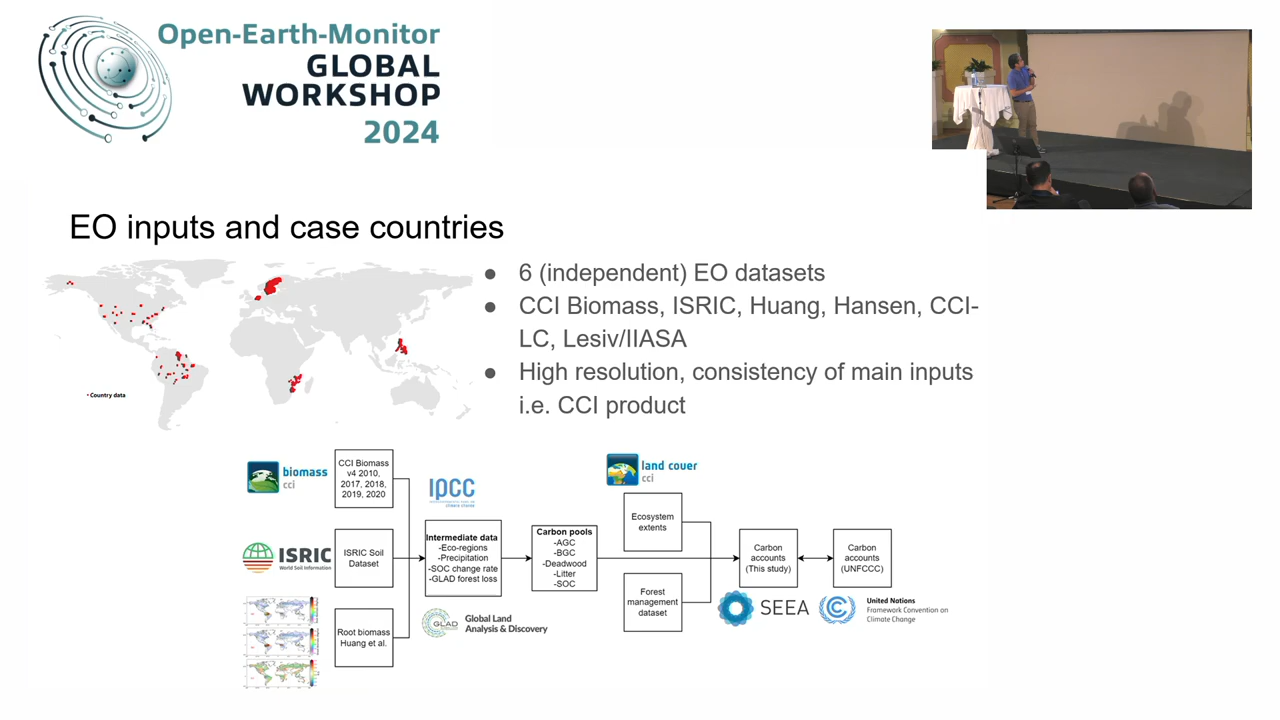 Open-Earth-Monitor
GLOBAL
WORKSHOP
2024
EO inputs and case countries
• Country data
● 6 (independent) EO datasets
● CCI Biomass, ISRIC, Huang, Hansen, CCI-
LC, Lesiv/IIASA
● High resolution, consistency of main inputs
i.e. CCI product
biomass
cci
CCI Biomass
v4 2010,
2017, 2018,
2019, 2020
ipcc
ISRIC
World Soil Information
ISRIC Soil
Dataset
Root biomass
Huang et al.
Intermediate data
-Eco-regions
-Precipitation
-SOC change rate
-GLAD forest loss
GLAD
Global Land
Analysis & Discovery
Carbon pools
-AGC
-BGC
-Deadwood
-Litter
-SOC
land cover
cci
Ecosystem
extents
Forest
management
dataset
Carbon
accounts
(This study)
Carbon
accounts
(UNFCCC)
SEEA
United Nations
Framework Convention on
Climate Change